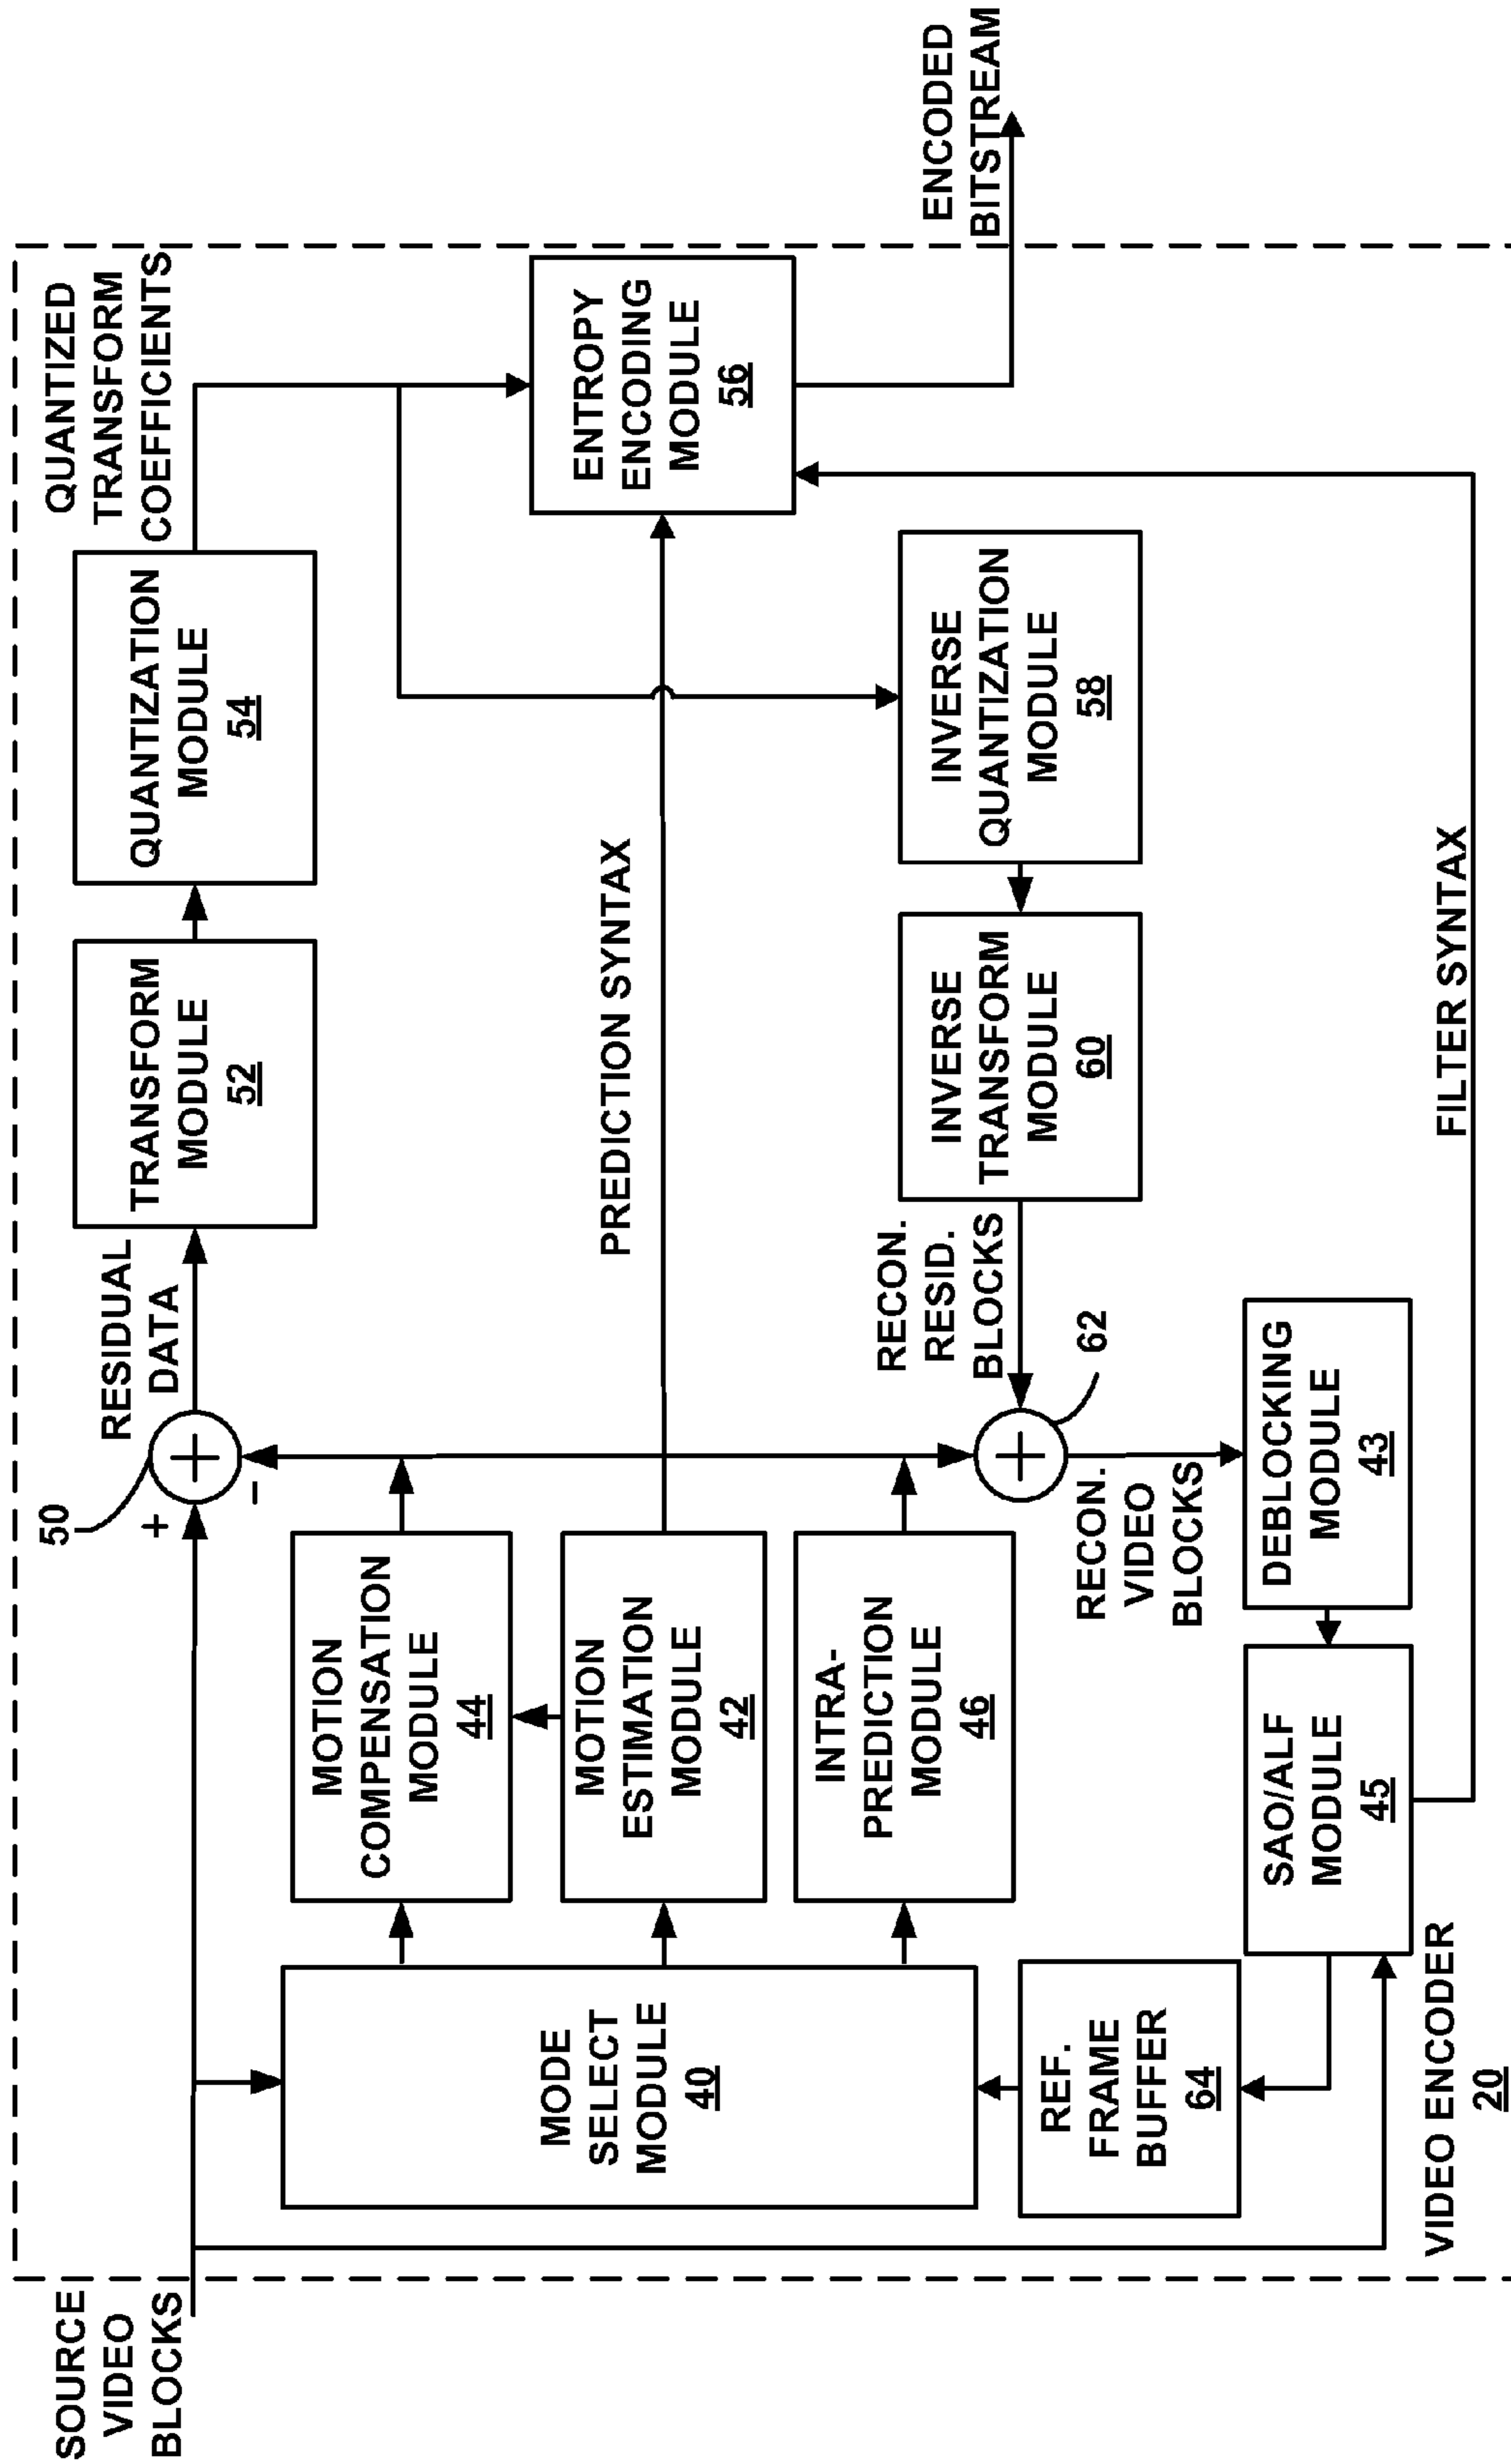 SOURCE
VIDEO
BLOCKS
50
+
–
RESIDUAL
DATA
TRANSFORM
MODULE
52
QUANTIZATION
MODULE
54
QUANTIZED
TRANSFORM
COEFFICIENTS
MODE
SELECT
MODULE
40
MOTION
COMPENSATION
MODULE
44
MOTION
ESTIMATION
MODULE
42
INTRA-
PREDICTION
MODULE
46
PREDICTION SYNTAX
ENTROPY
ENCODING
MODULE
56
ENCODED
BITSTREAM
INVERSE
QUANTIZATION
MODULE
58
INVERSE
TRANSFORM
MODULE
60
RECON.
RESID.
BLOCKS
62
RECON.
VIDEO
BLOCKS
REF.
FRAME
BUFFER
64
DEBLOCKING
MODULE
43
SAO/ALF
MODULE
45
FILTER SYNTAX
VIDEO ENCODER
20